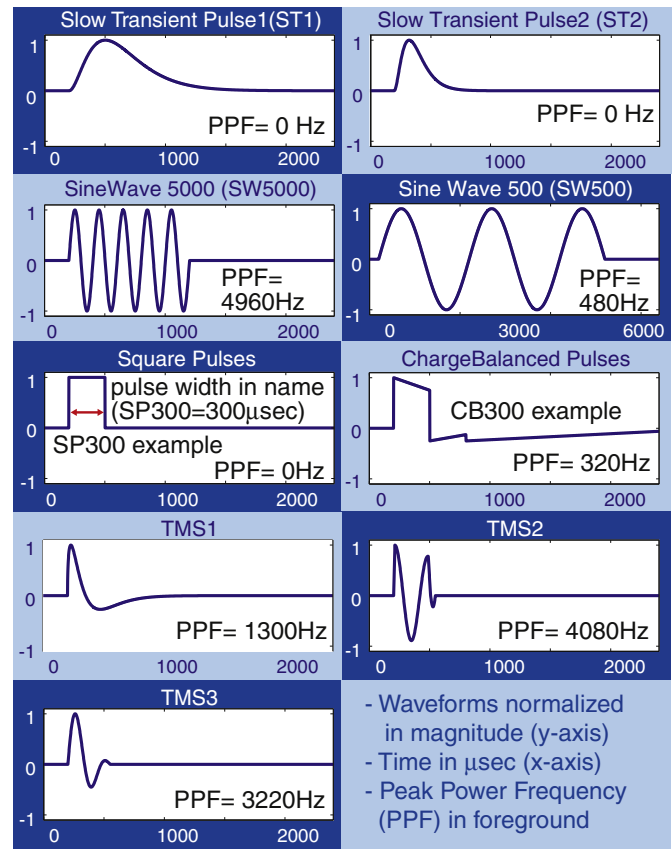 Slow Transient Pulse1(ST1)
1
0
-1
PPF= 0 Hz
0 1000 2000
Slow Transient Pulse2 (ST2)
1
0
-1
PPF= 0 Hz
0 1000 2000
SineWave 5000 (SW5000)
1
0
-1
PPF=
4960Hz
0 1000 2000
Sine Wave 500 (SW500)
1
0
-1
PPF=
480Hz
0 3000 6000
Square Pulses
1
0
-1
pulse width in name
(SP300=300μsec)
SP300 example
PPF= 0Hz
0 1000 2000
ChargeBalanced Pulses
1
0
-1
CB300 example
PPF= 320Hz
0 1000 2000
TMS1
1
0
-1
PPF= 1300Hz
0 1000 2000
TMS2
1
0
-1
PPF= 4080Hz
0 1000 2000
TMS3
1
0
-1
PPF= 3220Hz
0 1000 2000
- Waveforms normalized
in magnitude (y-axis)
- Time in μsec (x-axis)
- Peak Power Frequency
(PPF) in foreground